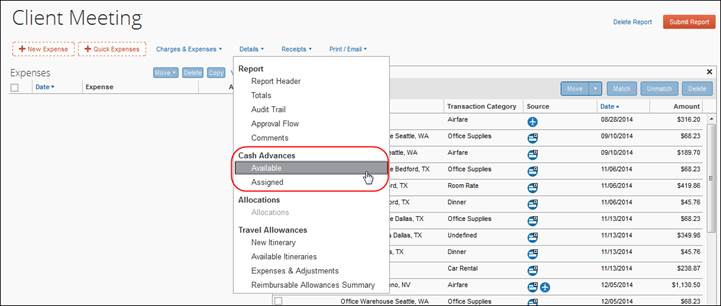 Client Meeting
Delete Report
Submit Report
+ New Expense
+ Quick Expenses
Charges & Expenses
Details
Receipts
Print / Email
Expenses
Move
Delete
Copy
Date
Expense
Report
Report Header
Totals
Audit Trail
Approval Flow
Comments
Cash Advances
Available
Assigned
Allocations
Allocations
Travel Allowances
New Itinerary
Available Itineraries
Expenses & Adjustments
Reimbursable Allowances Summary
Move
Match
Unmatch
Delete
Transaction Category Source Date Amount
Airfare 08/28/2014 $316.20
Seattle, WA Office Supplies 09/10/2014 $68.23
Seattle, WA Airfare 09/10/2014 $189.70
Bedford, TX Office Supplies 11/06/2014 $68.23
TX Room Rate 11/06/2014 $419.86
TX Dinner 11/06/2014 $45.76
Dallas, TX Office Supplies 11/13/2014 $68.23
Dallas, TX Undefined 11/13/2014 $349.98
TX Dinner 11/13/2014 $45.76
TX Car Rental 11/13/2014 $238.87
NV Airfare 12/05/2014 $1,130.50
Office Warehouse Seattle, WA Office Supplies 12/05/2014 $68.23